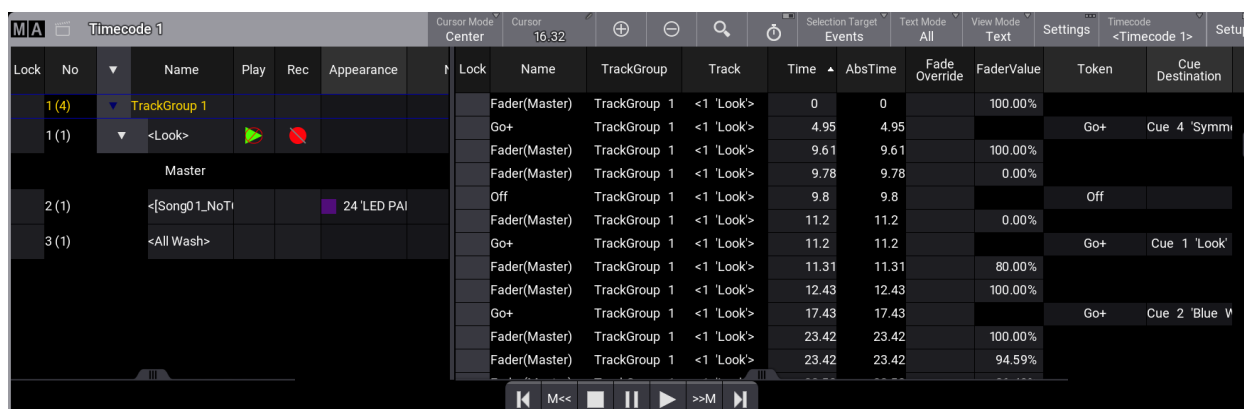 MA Timecode 1 Cursor Mode Center Cursor 16.32 Selection Target Events Text Mode All View Mode Text Settings Timecode <Timecode 1> Setu
Lock No Name Play Rec Appearance Lock Name TrackGroup Track Time AbsTime Fade Override FaderValue Token Cue Destination
1 (4) TrackGroup 1
1 (1) <Look>
Master
2 (1) <[Song01_NoT 24 'LED PAI
3 (1) <All Wash>
Fader(Master) TrackGroup 1 <1 'Look'> 0 0 100.00%
Go+ TrackGroup 1 <1 'Look'> 4.95 4.95 Go+ Cue 4 'Symm
Fader(Master) TrackGroup 1 <1 'Look'> 9.61 9.61 100.00%
Fader(Master) TrackGroup 1 <1 'Look'> 9.78 9.78 0.00%
Off TrackGroup 1 <1 'Look'> 9.8 9.8 Off
Fader(Master) TrackGroup 1 <1 'Look'> 11.2 11.2 0.00%
Go+ TrackGroup 1 <1 'Look'> 11.2 11.2 Go+ Cue 1 'Look'
Fader(Master) TrackGroup 1 <1 'Look'> 11.31 11.31 80.00%
Fader(Master) TrackGroup 1 <1 'Look'> 12.43 12.43 100.00%
Go+ TrackGroup 1 <1 'Look'> 17.43 17.43 Go+ Cue 2 'Blue W
Fader(Master) TrackGroup 1 <1 'Look'> 23.42 23.42 100.00%
Fader(Master) TrackGroup 1 <1 'Look'> 23.42 23.42 94.59%
M<< >>M